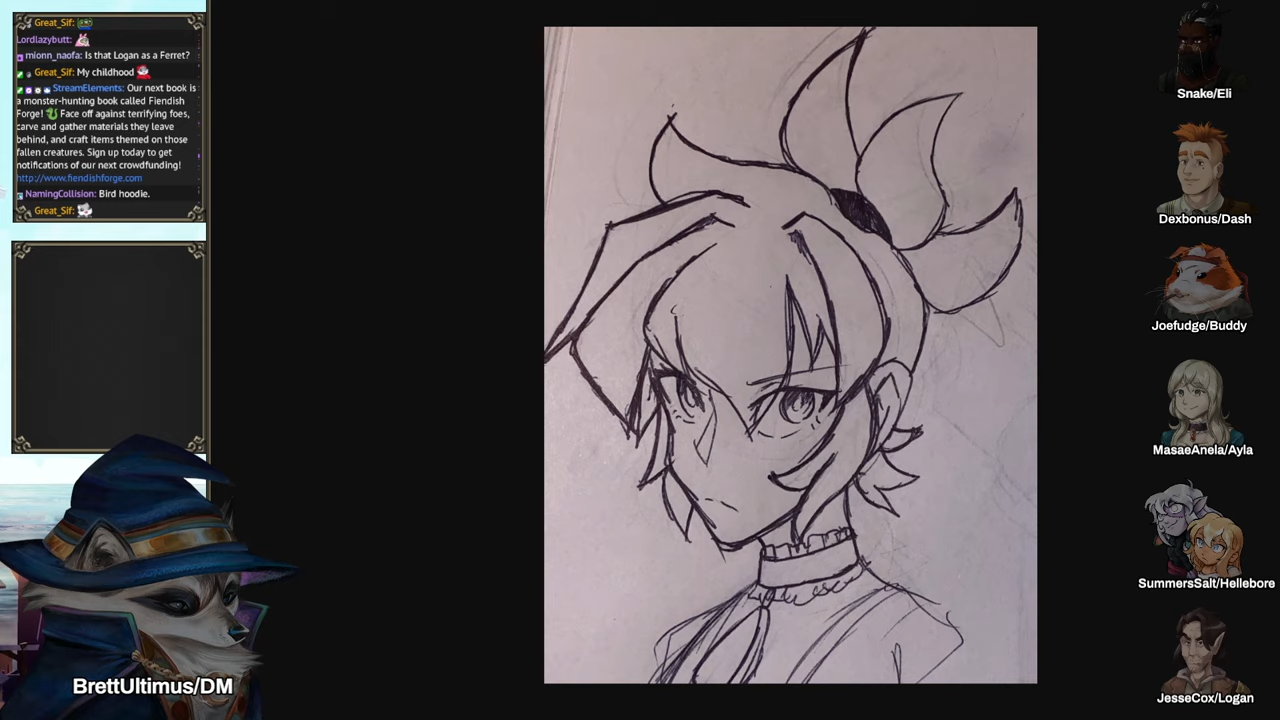 Great_Sif:
Lordlazybutt:
mionn_naofa: Is that Logan as a Ferret?
Great_Sif: My childhood
StreamElements: Our next book is
a monster-hunting book called Fiendish
Forge! Face off against terrifying foes,
carve and gather materials they leave
behind, and craft items themed on those
fallen creatures. Sign up today to get
notifications of our next crowdfunding!
http://www.fiendishforge.com
NamingCollision: Bird hoodie.
Great_Sif:
BrettUltimus/DM
Snake/Eli
Dexbonus/Dash
Joefudge/Buddy
MasaeAnela/Ayla
SummersSalt/Hellebore
JesseCox/Logan